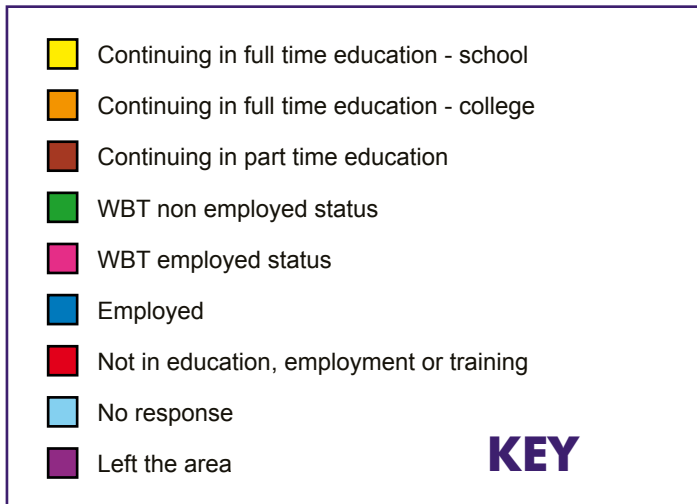 Continuing in full time education - school
Continuing in full time education - college
Continuing in part time education
WBT non employed status
WBT employed status
Employed
Not in education, employment or training
No response
Left the area
KEY